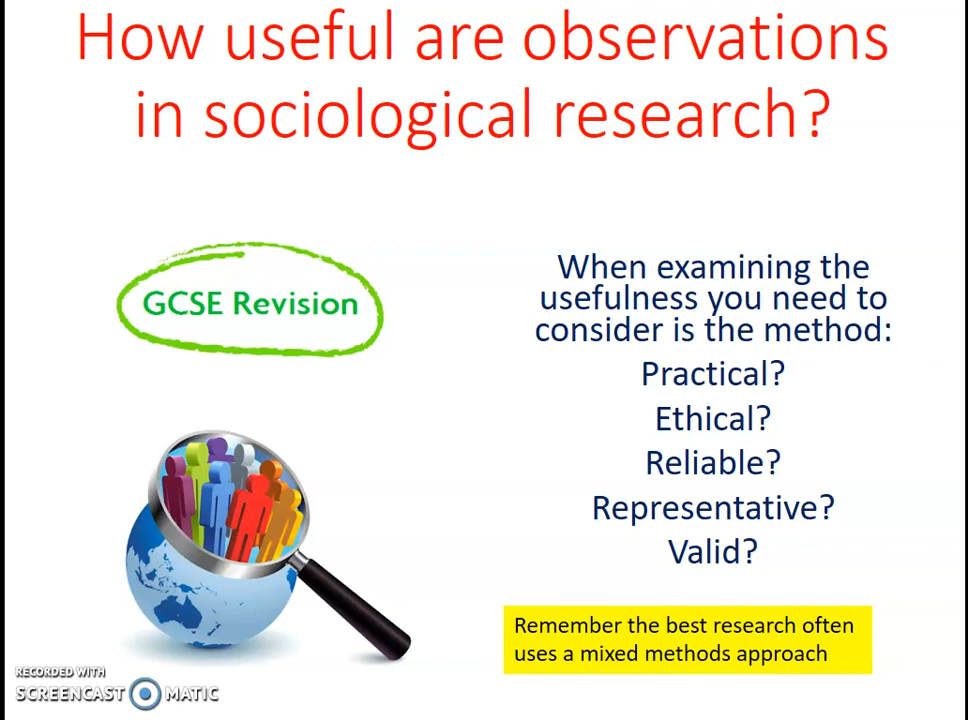 How useful are observations
in sociological research?
GCSE Revision
When examining the
usefulness you need to
consider is the method:
Practical?
Ethical?
Reliable?
Representative?
Valid?
Remember the best research often
uses a mixed methods approach
RECORDED WITH
SCREENCAST MATIC